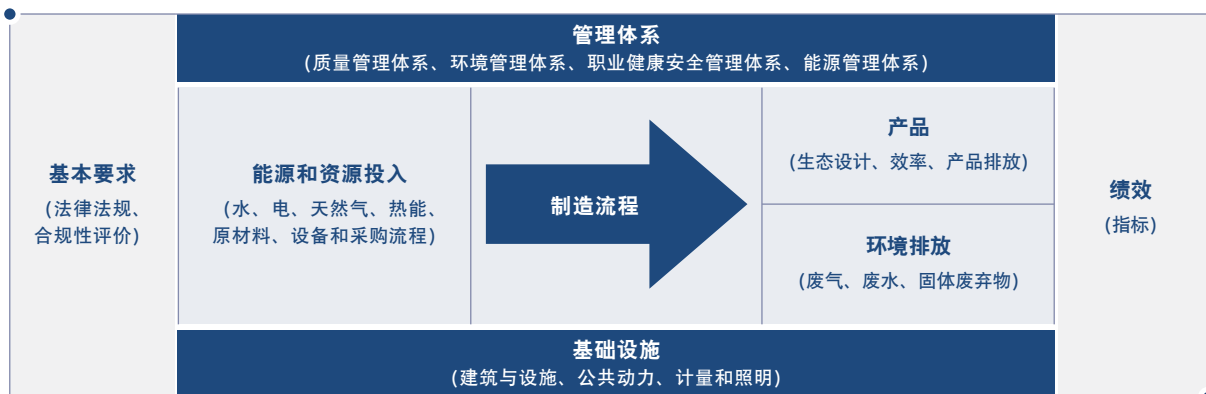 管理体系
(质量管理体系、环境管理体系、职业健康安全管理体系、能源管理体系)
基本要求
(法律法规、
合规性评价)
能源和资源投入
(水、电、天然气、热能、
原材料、设备和采购流程)
制造流程
产品
(生态设计、效率、产品排放)
环境排放
(废气、废水、固体废弃物)
绩效
(指标)
基础设施
(建筑与设施、公共动力、计量和照明)